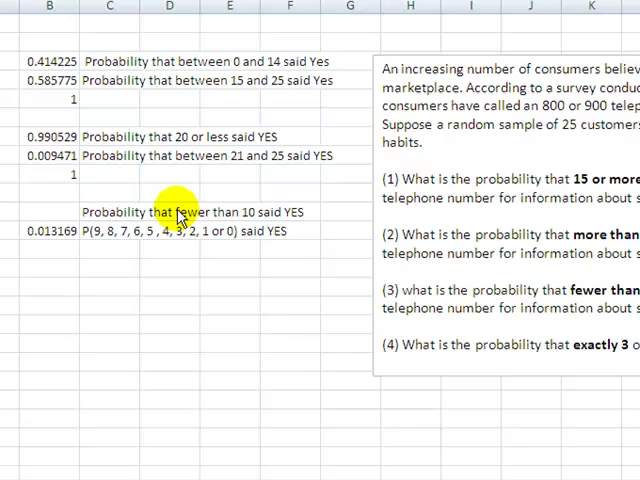 B C D E F G H I J K
0.414225 Probability that between 0 and 14 said Yes
0.585775 Probability that between 15 and 25 said Yes
1
0.990529 Probability that 20 or less said YES
0.009471 Probability that between 21 and 25 said YES
1
Probability that fewer than 10 said YES
0.013169 P(9, 8, 7, 6, 5 , 4, 3, 2, 1 or 0) said YES
An increasing number of consumers believ
marketplace. According to a survey conduc
consumers have called an 800 or 900 telep
Suppose a random sample of 25 customers
habits.
(1) What is the probability that 15 or more
telephone number for information about s
(2) What is the probability that more than
telephone number for information about s
(3) what is the probability that fewer than
telephone number for information about s
(4) What is the probability that exactly 3 o